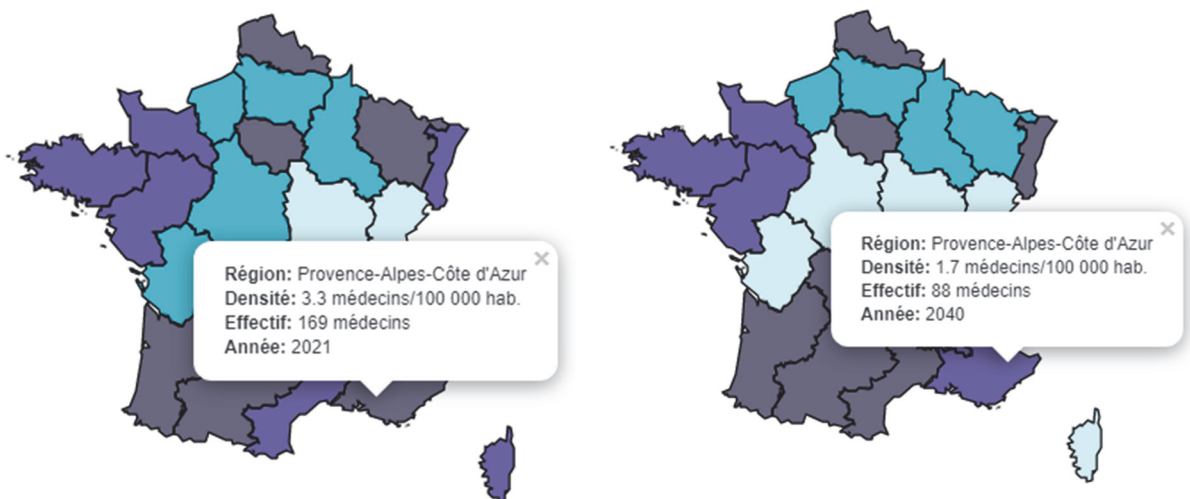 ×
Région: Provence-Alpes-Côte d'Azur
Densité: 3.3 médecins/100 000 hab.
Effectif: 169 médecins
Année: 2021
×
Région: Provence-Alpes-Côte d'Azur
Densité: 1.7 médecins/100 000 hab.
Effectif: 88 médecins
Année: 2040